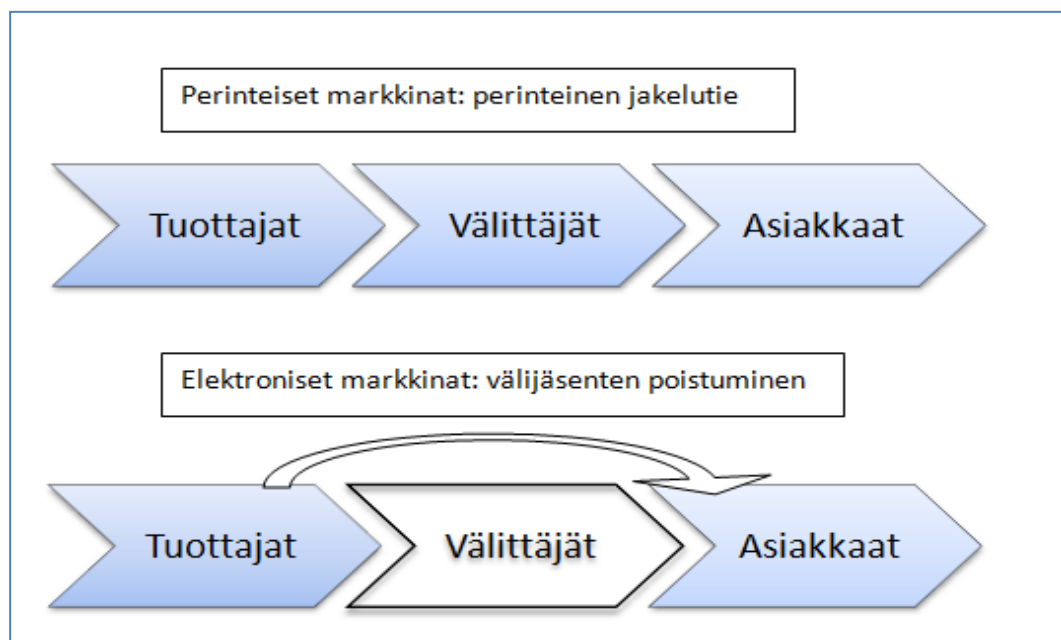 Perinteiset markkinat: perinteinen jakelutie
Tuottajat Välittäjät Asiakkaat
Elektroniset markkinat: välijäsenten poistuminen
Tuottajat Välittäjät Asiakkaat